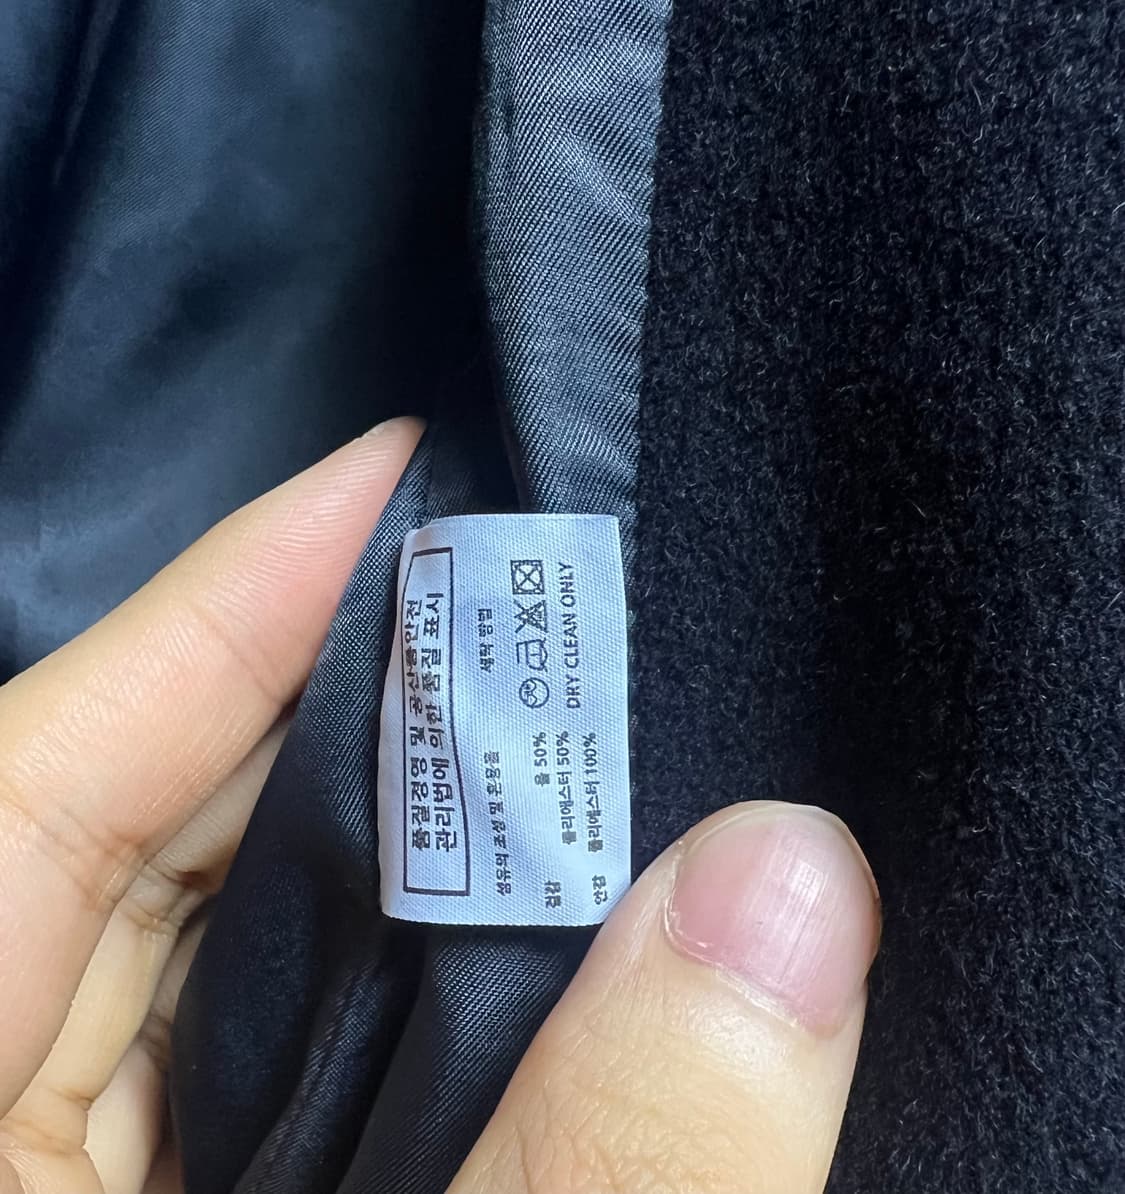 품질경영 및 공산품안전
관리법에 의한 품질 표시
섬유의 조성 및 혼용율
겉감
울 50%
폴리에스터 50%
안감
폴리에스터 100%
세탁 방법
DRY CLEAN ONLY